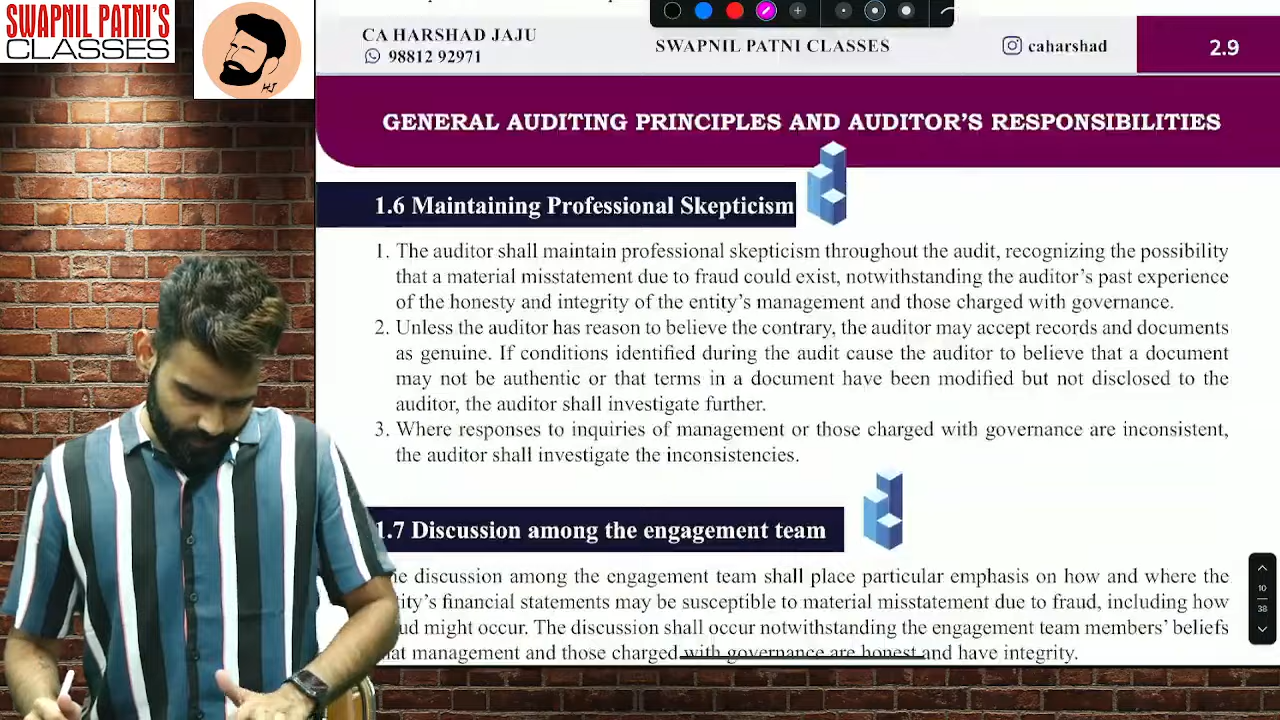 SWAPNIL PATNI'S
CLASSES
HJ
CA HARSHAD JAJU
98812 92971
SWAPNIL PATNI CLASSES
caharshad
2.9
GENERAL AUDITING PRINCIPLES AND AUDITOR'S RESPONSIBILITIES
1.6 Maintaining Professional Skepticism
1. The auditor shall maintain professional skepticism throughout the audit, recognizing the possibility
that a material misstatement due to fraud could exist, notwithstanding the auditor's past experience
of the honesty and integrity of the entity's management and those charged with governance.
2. Unless the auditor has reason to believe the contrary, the auditor may accept records and documents
as genuine. If conditions identified during the audit cause the auditor to believe that a document
may not be authentic or that terms in a document have been modified but not disclosed to the
auditor, the auditor shall investigate further.
3. Where responses to inquiries of management or those charged with governance are inconsistent,
the auditor shall investigate the inconsistencies.
1.7 Discussion among the engagement team
discussion among the engagement team shall place particular emphasis on how and where the
financial statements may be susceptible to material misstatement due to fraud, including how
might occur. The discussion shall occur notwithstanding the engagement team members' beliefs
management and those charged with governance are honest and have integrity.
10
38